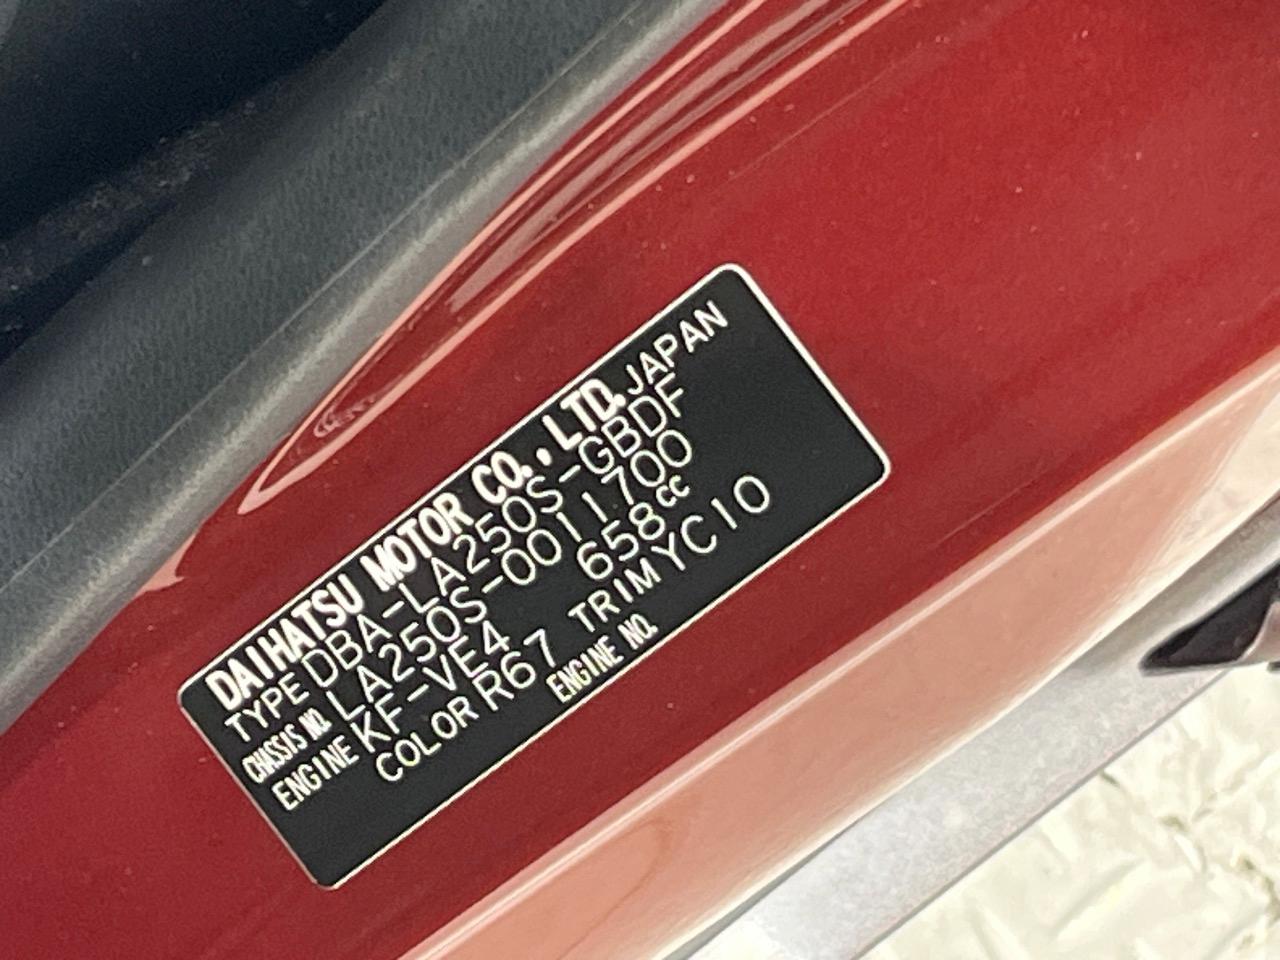 DAIHATSU MOTOR CO., LTD. JAPAN
TYPE DBA-LA250S-GBDF
CHASSIS NO. LA250S-0011700
ENGINE KF-VE4 658cc
COLOR R67 TRIM YC10
ENGINE NO.